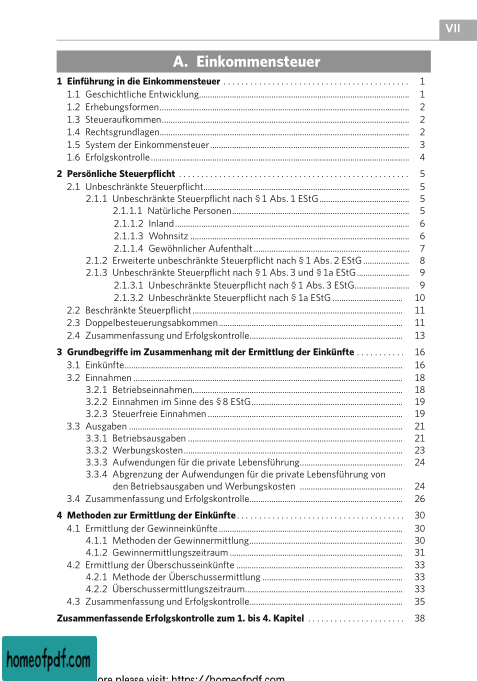 VII
A. Einkommensteuer
1 Einführung in die Einkommensteuer . . . . . . . . . . . . . . . . . . . . . . . . . . . . . . . . . . . . . . . . . . 1
1.1 Geschichtliche Entwicklung.......... 1
1.2 Erhebungsformen.......... 2
1.3 Steueraufkommen.......... 2
1.4 Rechtsgrundlagen.......... 2
1.5 System der Einkommensteuer.......... 3
1.6 Erfolgskontrolle.......... 4
2 Persönliche Steuerpflicht . . . . . . . . . . 5
2.1 Unbeschränkte Steuerpflicht.......... 5
2.1.1 Unbeschränkte Steuerpflicht nach § 1 Abs. 1 EStG.......... 5
2.1.1.1 Natürliche Personen.......... 5
2.1.1.2 Inland.......... 6
2.1.1.3 Wohnsitz .......... 6
2.1.1.4 Gewöhnlicher Aufenthalt .......... 7
2.1.2 Erweiterte unbeschränkte Steuerpflicht nach § 1 Abs. 2 EStG .......... 8
2.1.3 Unbeschränkte Steuerpflicht nach § 1 Abs. 3 und § 1a EStG.......... 9
2.1.3.1 Unbeschränkte Steuerpflicht nach § 1 Abs. 3 EStG.......... 9
2.1.3.2 Unbeschränkte Steuerpflicht nach § 1a EStG .......... 10
2.2 Beschränkte Steuerpflicht.......... 11
2.3 Doppelbesteuerungsabkommen.......... 11
2.4 Zusammenfassung und Erfolgskontrolle.......... 13
3 Grundbegriffe im Zusammenhang mit der Ermittlung der Einkünfte . . . . . . . . . . . 16
3.1 Einkünfte.......... 16
3.2 Einnahmen .......... 18
3.2.1 Betriebseinnahmen.......... 18
3.2.2 Einnahmen im Sinne des § 8 EStG.......... 19
3.2.3 Steuerfreie Einnahmen .......... 19
3.3 Ausgaben .......... 21
3.3.1 Betriebsausgaben .......... 21
3.3.2 Werbungskosten.......... 23
3.3.3 Aufwendungen für die private Lebensführung.......... 24
3.3.4 Abgrenzung der Aufwendungen für die private Lebensführung von
den Betriebsausgaben und Werbungskosten .......... 24
3.4 Zusammenfassung und Erfolgskontrolle.......... 26
4 Methoden zur Ermittlung der Einkünfte . . . . . . . . . . 30
4.1 Ermittlung der Gewinneinkünfte.......... 30
4.1.1 Methoden der Gewinnermittlung.......... 30
4.1.2 Gewinnermittlungszeitraum .......... 31
4.2 Ermittlung der Überschusseinkünfte .......... 33
4.2.1 Methode der Überschussermittlung .......... 33
4.2.2 Überschussermittlungszeitraum.......... 33
4.3 Zusammenfassung und Erfolgskontrolle.......... 35
Zusammenfassende Erfolgskontrolle zum 1. bis 4. Kapitel . . . . . . . . . . 38
homeofpdf.com
ore please visit: https://homeofpdf.com